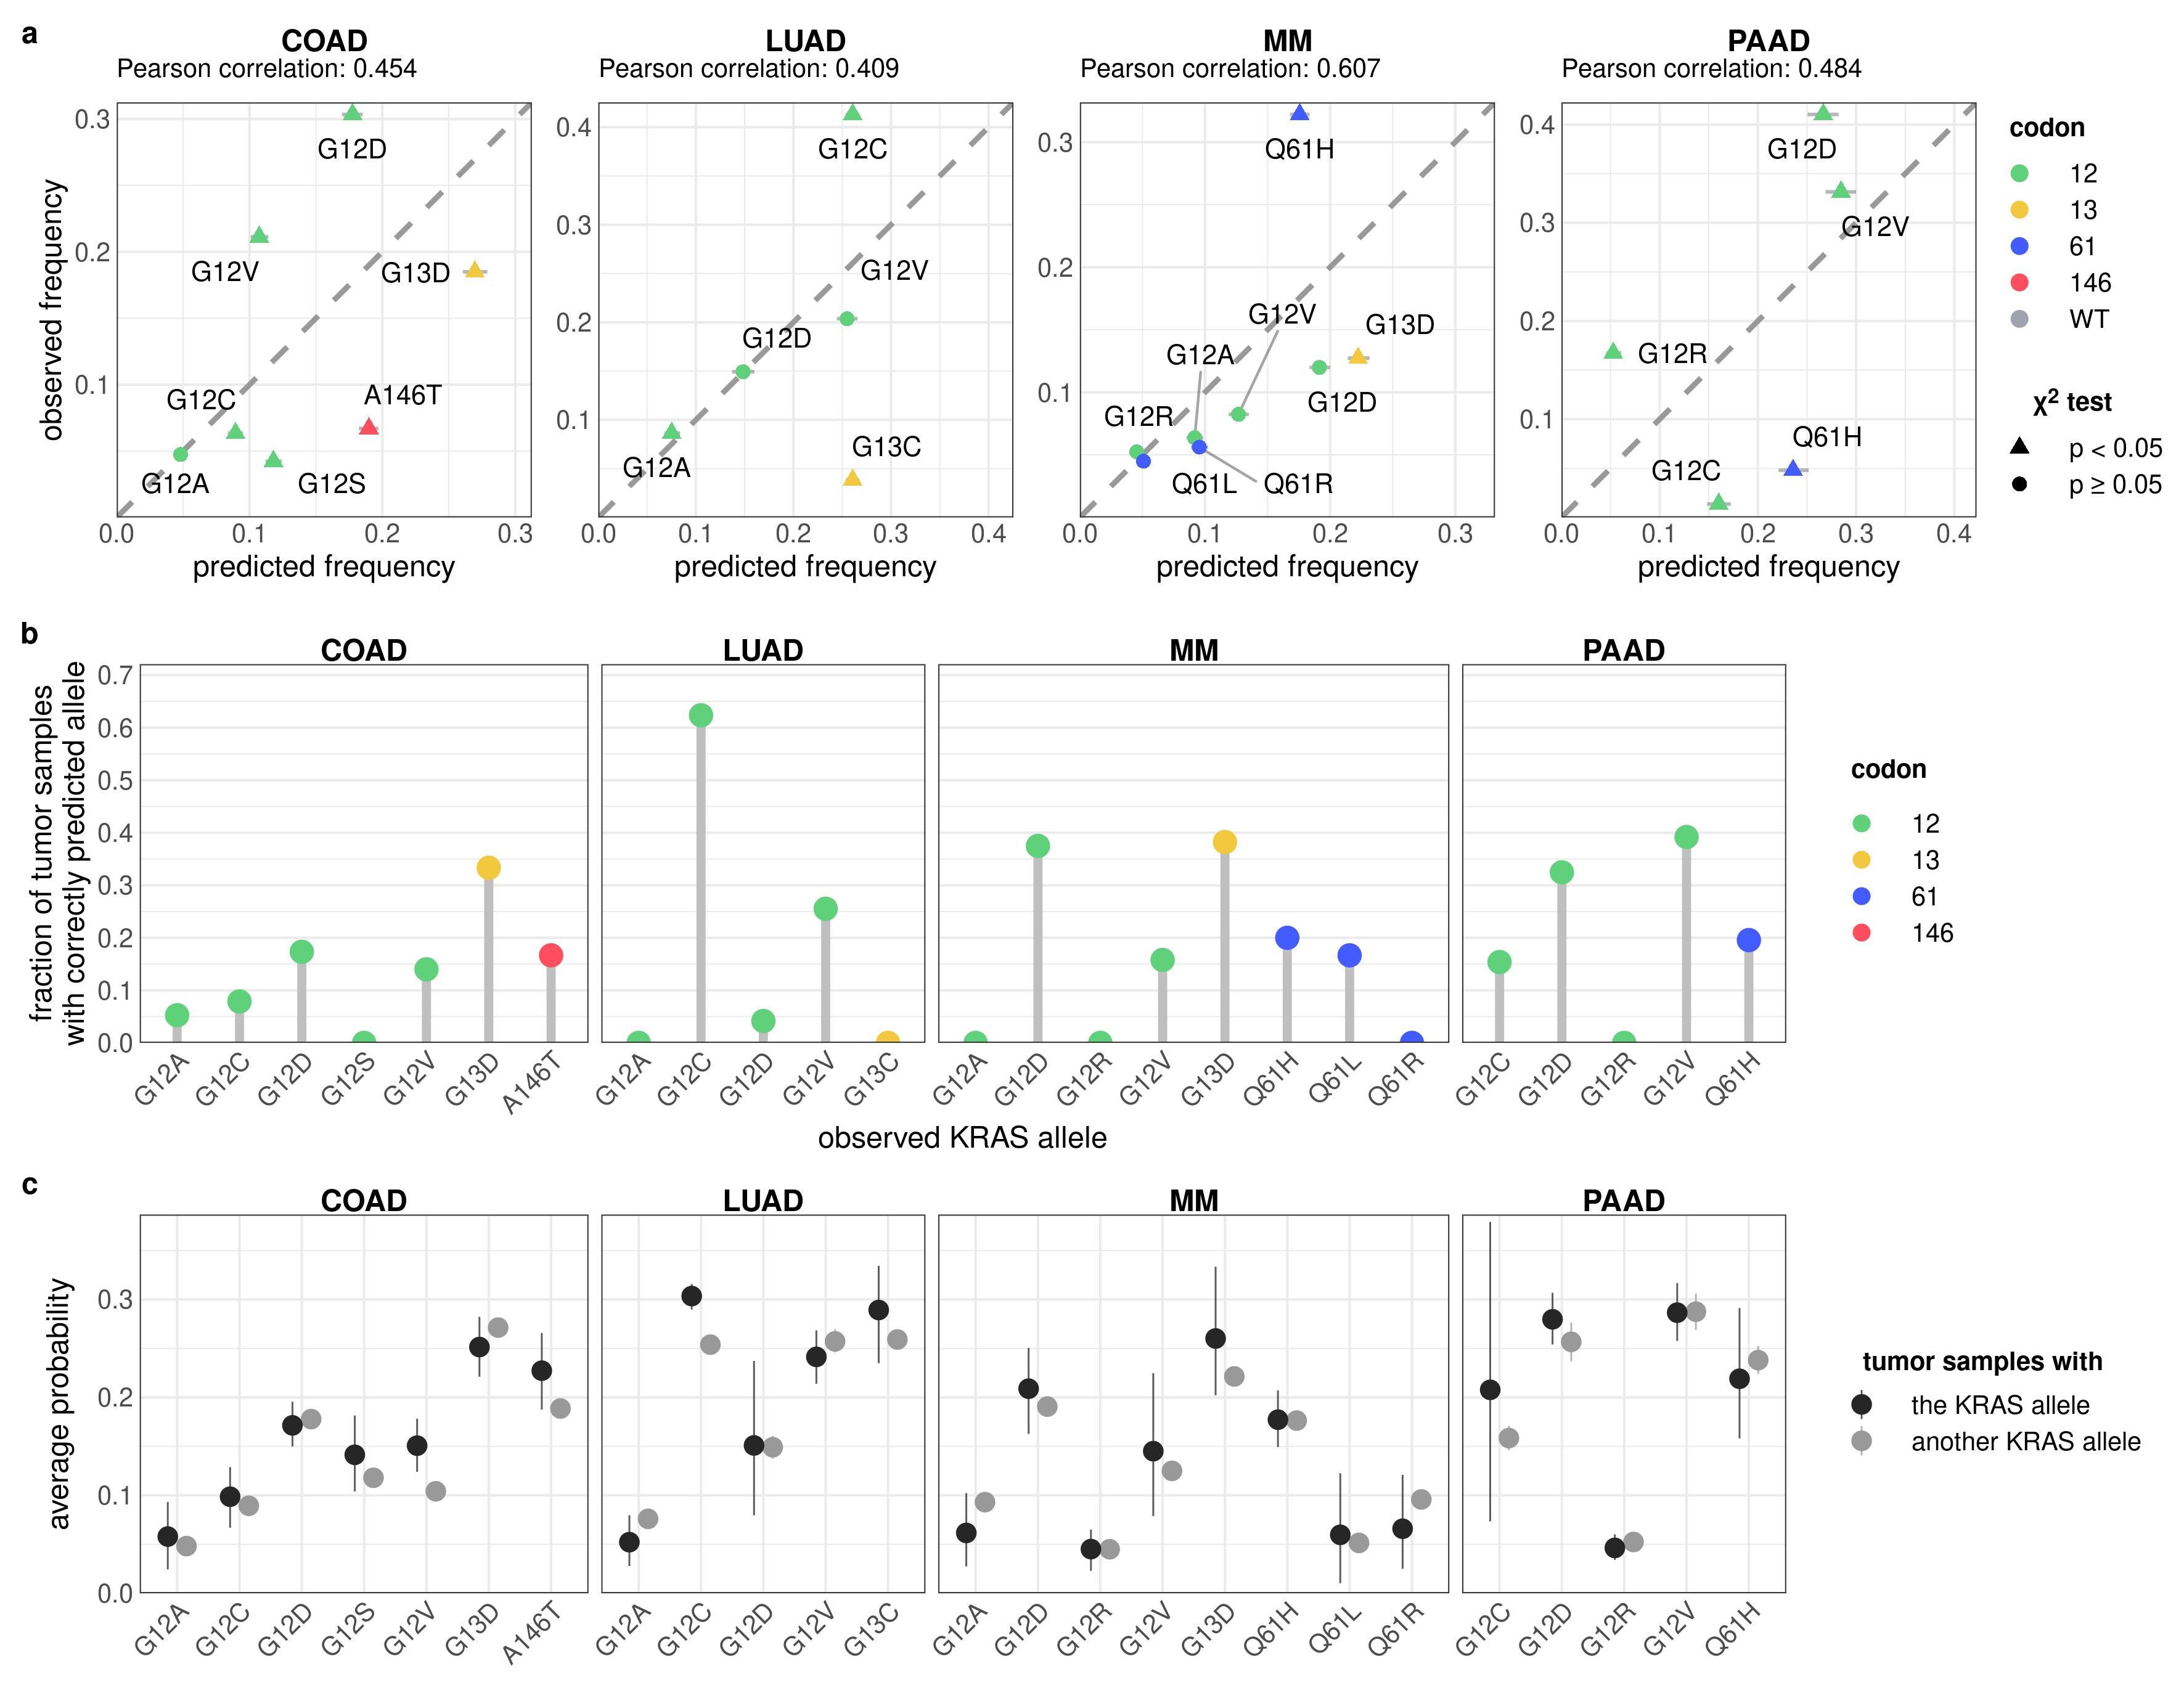 a
COAD
Pearson correlation: 0.454
LUAD
Pearson correlation: 0.409
MM
Pearson correlation: 0.607
PAAD
Pearson correlation: 0.484
observed frequency
0.3
0.2
0.1
G12D
G12V
G13D
G12C
A146T
G12A
G12S
0.0 0.1 0.2 0.3
predicted frequency
0.4
0.3
0.2
0.1
G12C
G12V
G12D
G13C
G12A
0.0 0.1 0.2 0.3 0.4
predicted frequency
0.3
0.2
0.1
Q61H
G12V
G13D
G12A
G12D
G12R
Q61L
Q61R
0.0 0.1 0.2 0.3
predicted frequency
0.4
0.3
0.2
0.1
G12D
G12V
G12R
Q61H
G12C
0.0 0.1 0.2 0.3 0.4
predicted frequency
codon
12
13
61
146
WT
χ² test
p < 0.05
p ≥ 0.05
b
COAD LUAD MM PAAD
fraction of tumor samples
with correctly predicted allele
0.7
0.6
0.5
0.4
0.3
0.2
0.1
0.0
G12A G12C G12D G12S G12V G13D A146T
G12A G12C G12D G12V G13C
G12A G12D G12R G12V G13D Q61H Q61L Q61R
G12C G12D G12R G12V Q61H
observed KRAS allele
codon
12
13
61
146
c
COAD LUAD MM PAAD
average probability
0.3
0.2
0.1
0.0
G12A G12C G12D G12S G12V G13D A146T
G12A G12C G12D G12V G13C
G12A G12D G12R G12V G13D Q61H Q61L Q61R
G12C G12D G12R G12V Q61H
tumor samples with
the KRAS allele
another KRAS allele